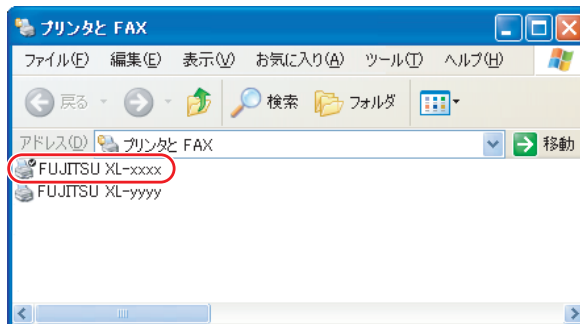 プリンタと FAX
ファイル(F) 編集(E) 表示(V) お気に入り(A) ツール(T) ヘルプ(H)
戻る 検索 フォルダ
アドレス(D) プリンタと FAX 移動
FUJITSU XL-xxxx
FUJITSU XL-yyyy